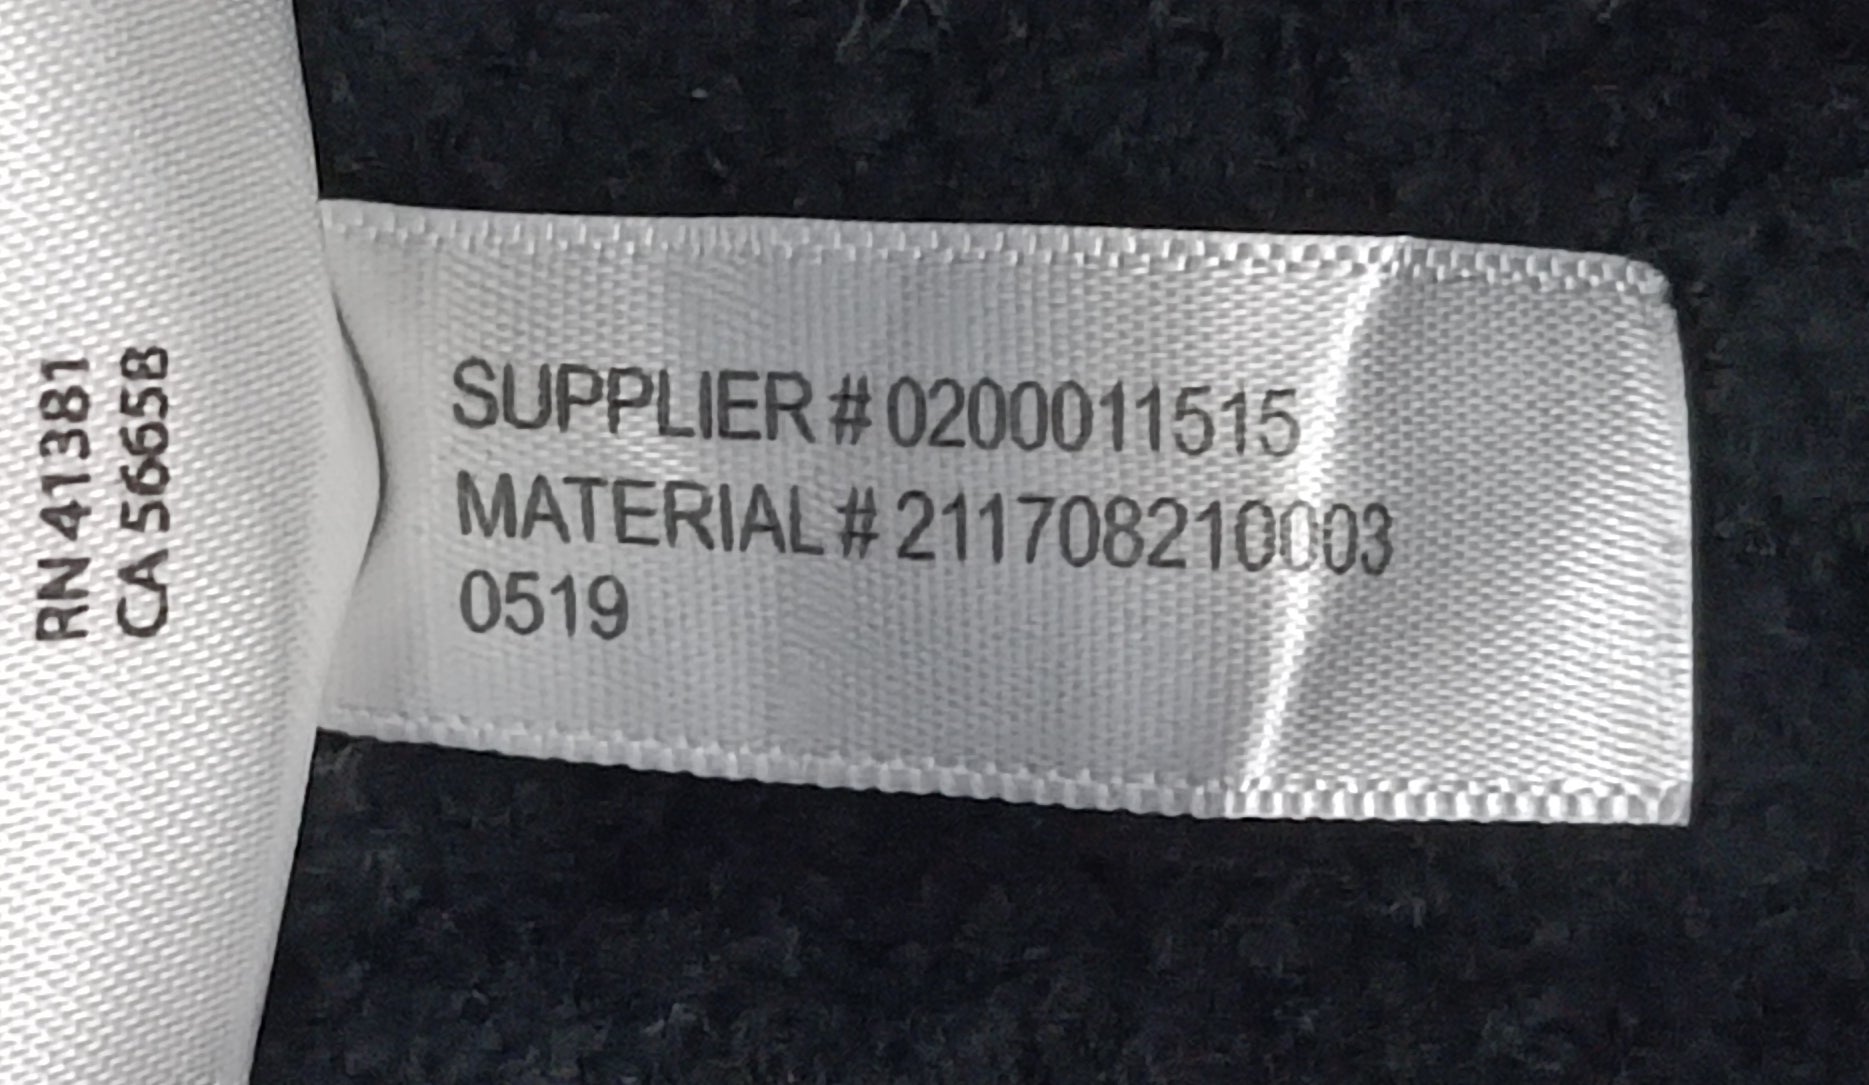 RN 41381
CA 56658
SUPPLIER # 0200011515
MATERIAL # 211708210003
0519